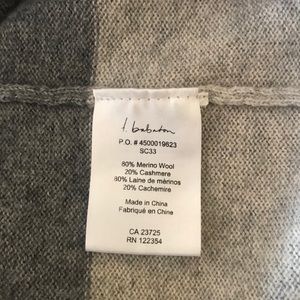 f. babaton
P.O. # 4500019623
SC33
80% Merino Wool
20% Cashmere
80% Laine de mérinos
20% Cachemire
Made in China
Fabriqué en Chine
CA 23725
RN 122354